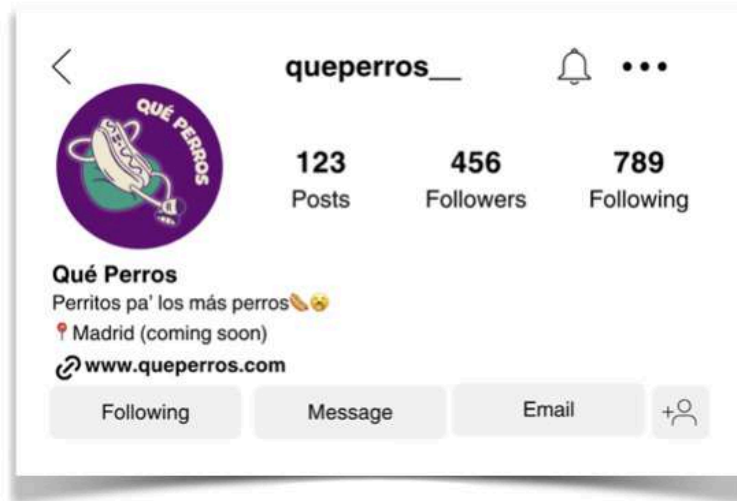 queperros__
QUÉ PERROS
123 456 789
Posts Followers Following
Qué Perros
Perritos pa' los más perros🌭😵
📍Madrid (coming soon)
www.queperros.com
Following Message Email